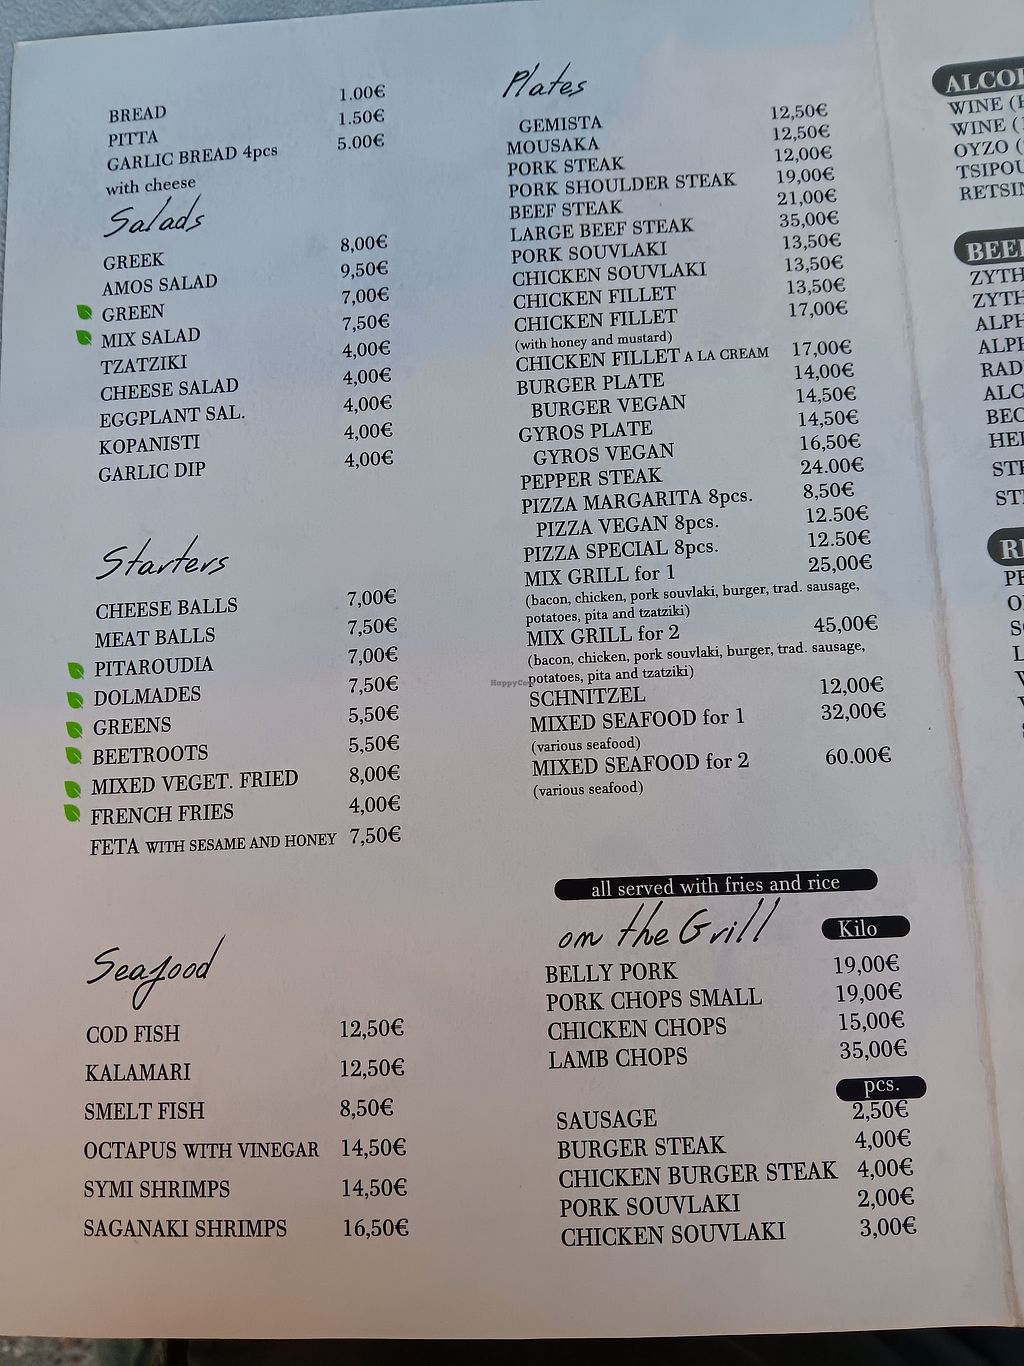 BREAD 1.00€
PITTA 1.50€
GARLIC BREAD 4pcs 5.00€
with cheese
Salads
GREEK 8,00€
AMOS SALAD 9,50€
GREEN 7,00€
MIX SALAD 7,50€
TZATZIKI 4,00€
CHEESE SALAD 4,00€
EGGPLANT SAL. 4,00€
KOPANISTI 4,00€
GARLIC DIP 4,00€
Starters
CHEESE BALLS 7,00€
MEAT BALLS 7,50€
PITAROUDIA 7,00€
DOLMADES 7,50€
GREENS 5,50€
BEETROOTS 5,50€
MIXED VEGET. FRIED 8,00€
FRENCH FRIES 4,00€
FETA WITH SESAME AND HONEY 7,50€
Seafood
COD FISH 12,50€
KALAMARI 12,50€
SMELT FISH 8,50€
OCTAPUS WITH VINEGAR 14,50€
SYMI SHRIMPS 14,50€
SAGANAKI SHRIMPS 16,50€
Plates
GEMISTA 12,50€
MOUSAKA 12,50€
PORK STEAK 12,00€
PORK SHOULDER STEAK 19,00€
BEEF STEAK 21,00€
LARGE BEEF STEAK 35,00€
PORK SOUVLAKI 13,50€
CHICKEN SOUVLAKI 13,50€
CHICKEN FILLET 13,50€
CHICKEN FILLET 17,00€
(with honey and mustard)
CHICKEN FILLET A LA CREAM 17,00€
BURGER PLATE 14,00€
BURGER VEGAN 14,50€
GYROS PLATE 14,50€
GYROS VEGAN 16,50€
PEPPER STEAK 24.00€
PIZZA MARGARITA 8pcs. 8,50€
PIZZA VEGAN 8pcs. 12.50€
PIZZA SPECIAL 8pcs. 12.50€
MIX GRILL for 1 25,00€
(bacon, chicken, pork souvlaki, burger, trad. sausage,
potatoes, pita and tzatziki)
MIX GRILL for 2 45,00€
(bacon, chicken, pork souvlaki, burger, trad. sausage,
potatoes, pita and tzatziki)
SCHNITZEL 12,00€
MIXED SEAFOOD for 1 32,00€
(various seafood)
MIXED SEAFOOD for 2 60.00€
(various seafood)
all served with fries and rice
on the Grill Kilo
BELLY PORK 19,00€
PORK CHOPS SMALL 19,00€
CHICKEN CHOPS 15,00€
LAMB CHOPS 35,00€
pcs.
SAUSAGE 2,50€
BURGER STEAK 4,00€
CHICKEN BURGER STEAK 4,00€
PORK SOUVLAKI 2,00€
CHICKEN SOUVLAKI 3,00€
WINE
WINE
OYZO